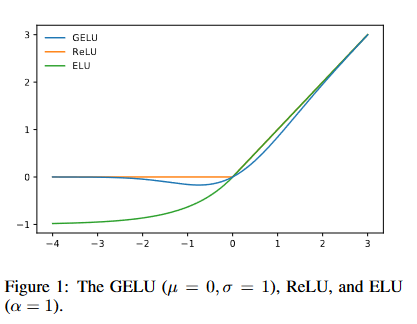 3
GELU
ReLU
ELU
2
1
0
−1
−4 −3 −2 −1 0 1 2 3
Figure 1: The GELU (μ = 0, σ = 1), ReLU, and ELU
(α = 1).